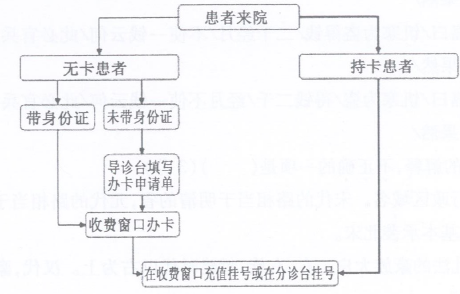 患者来院
无卡患者
持卡患者
带身份证
未带身份证
导诊台填写
办卡申请单
收费窗口办卡
在收费窗口充值挂号或在分诊台挂号